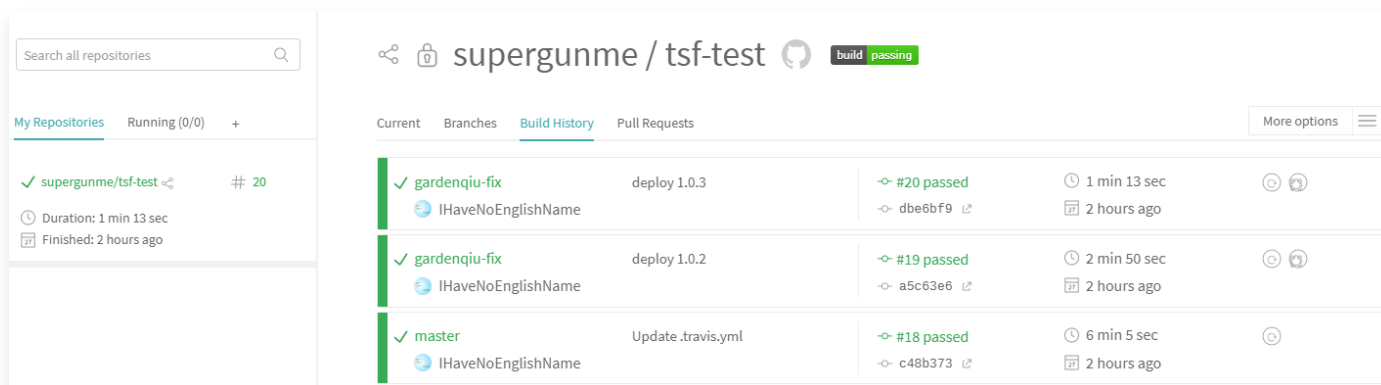 Search all repositories
supergunme / tsf-test build passing
My Repositories Running (0/0) +
Current Branches Build History Pull Requests More options
supergunme/tsf-test # 20
Duration: 1 min 13 sec
Finished: 2 hours ago
gardenqiu-fix deploy 1.0.3 #20 passed 1 min 13 sec
IHaveNoEnglishName dbe6bf9 2 hours ago
gardenqiu-fix deploy 1.0.2 #19 passed 2 min 50 sec
IHaveNoEnglishName a5c63e6 2 hours ago
master Update .travis.yml #18 passed 6 min 5 sec
IHaveNoEnglishName c48b373 2 hours ago